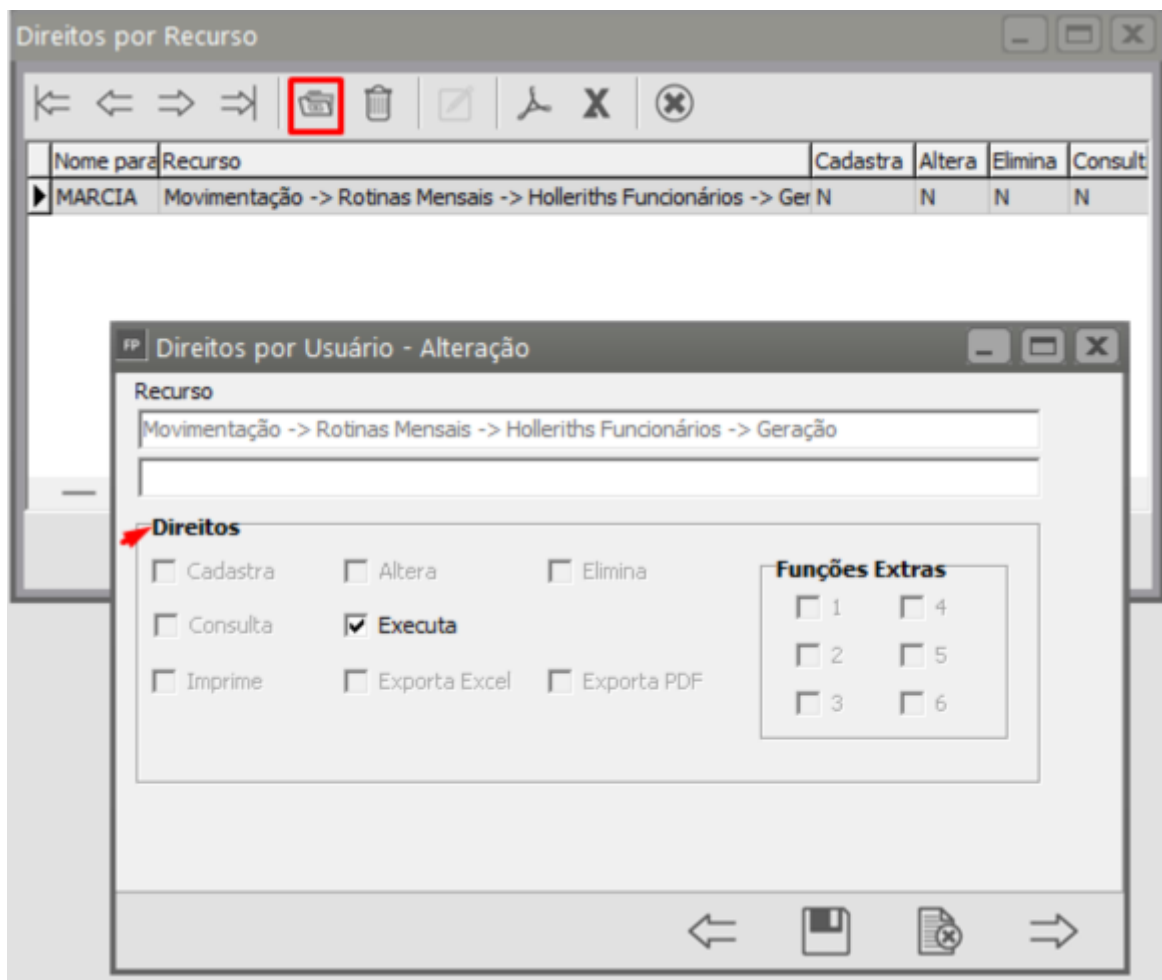 Direitos por Recurso
Nome para Recurso Cadastra Altera Elimina Consult
MARCIA Movimentação -> Rotinas Mensais -> Holleriths Funcionários -> Ger N N N N
FP Direitos por Usuário - Alteração
Recurso
Movimentação -> Rotinas Mensais -> Holleriths Funcionários -> Geração
Direitos
Cadastra Altera Elimina
Funções Extras
1 4
Consulta Executa
2 5
Imprime Exporta Excel Exporta PDF
3 6